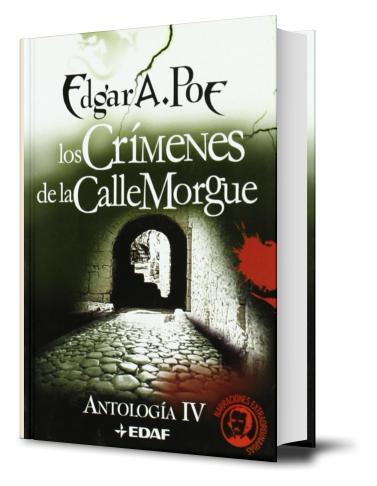 Edgar A. Poe
los Crímenes
de la Calle Morgue
Antología IV
EDAF
NARRACIONES EXTRAORDINARIAS